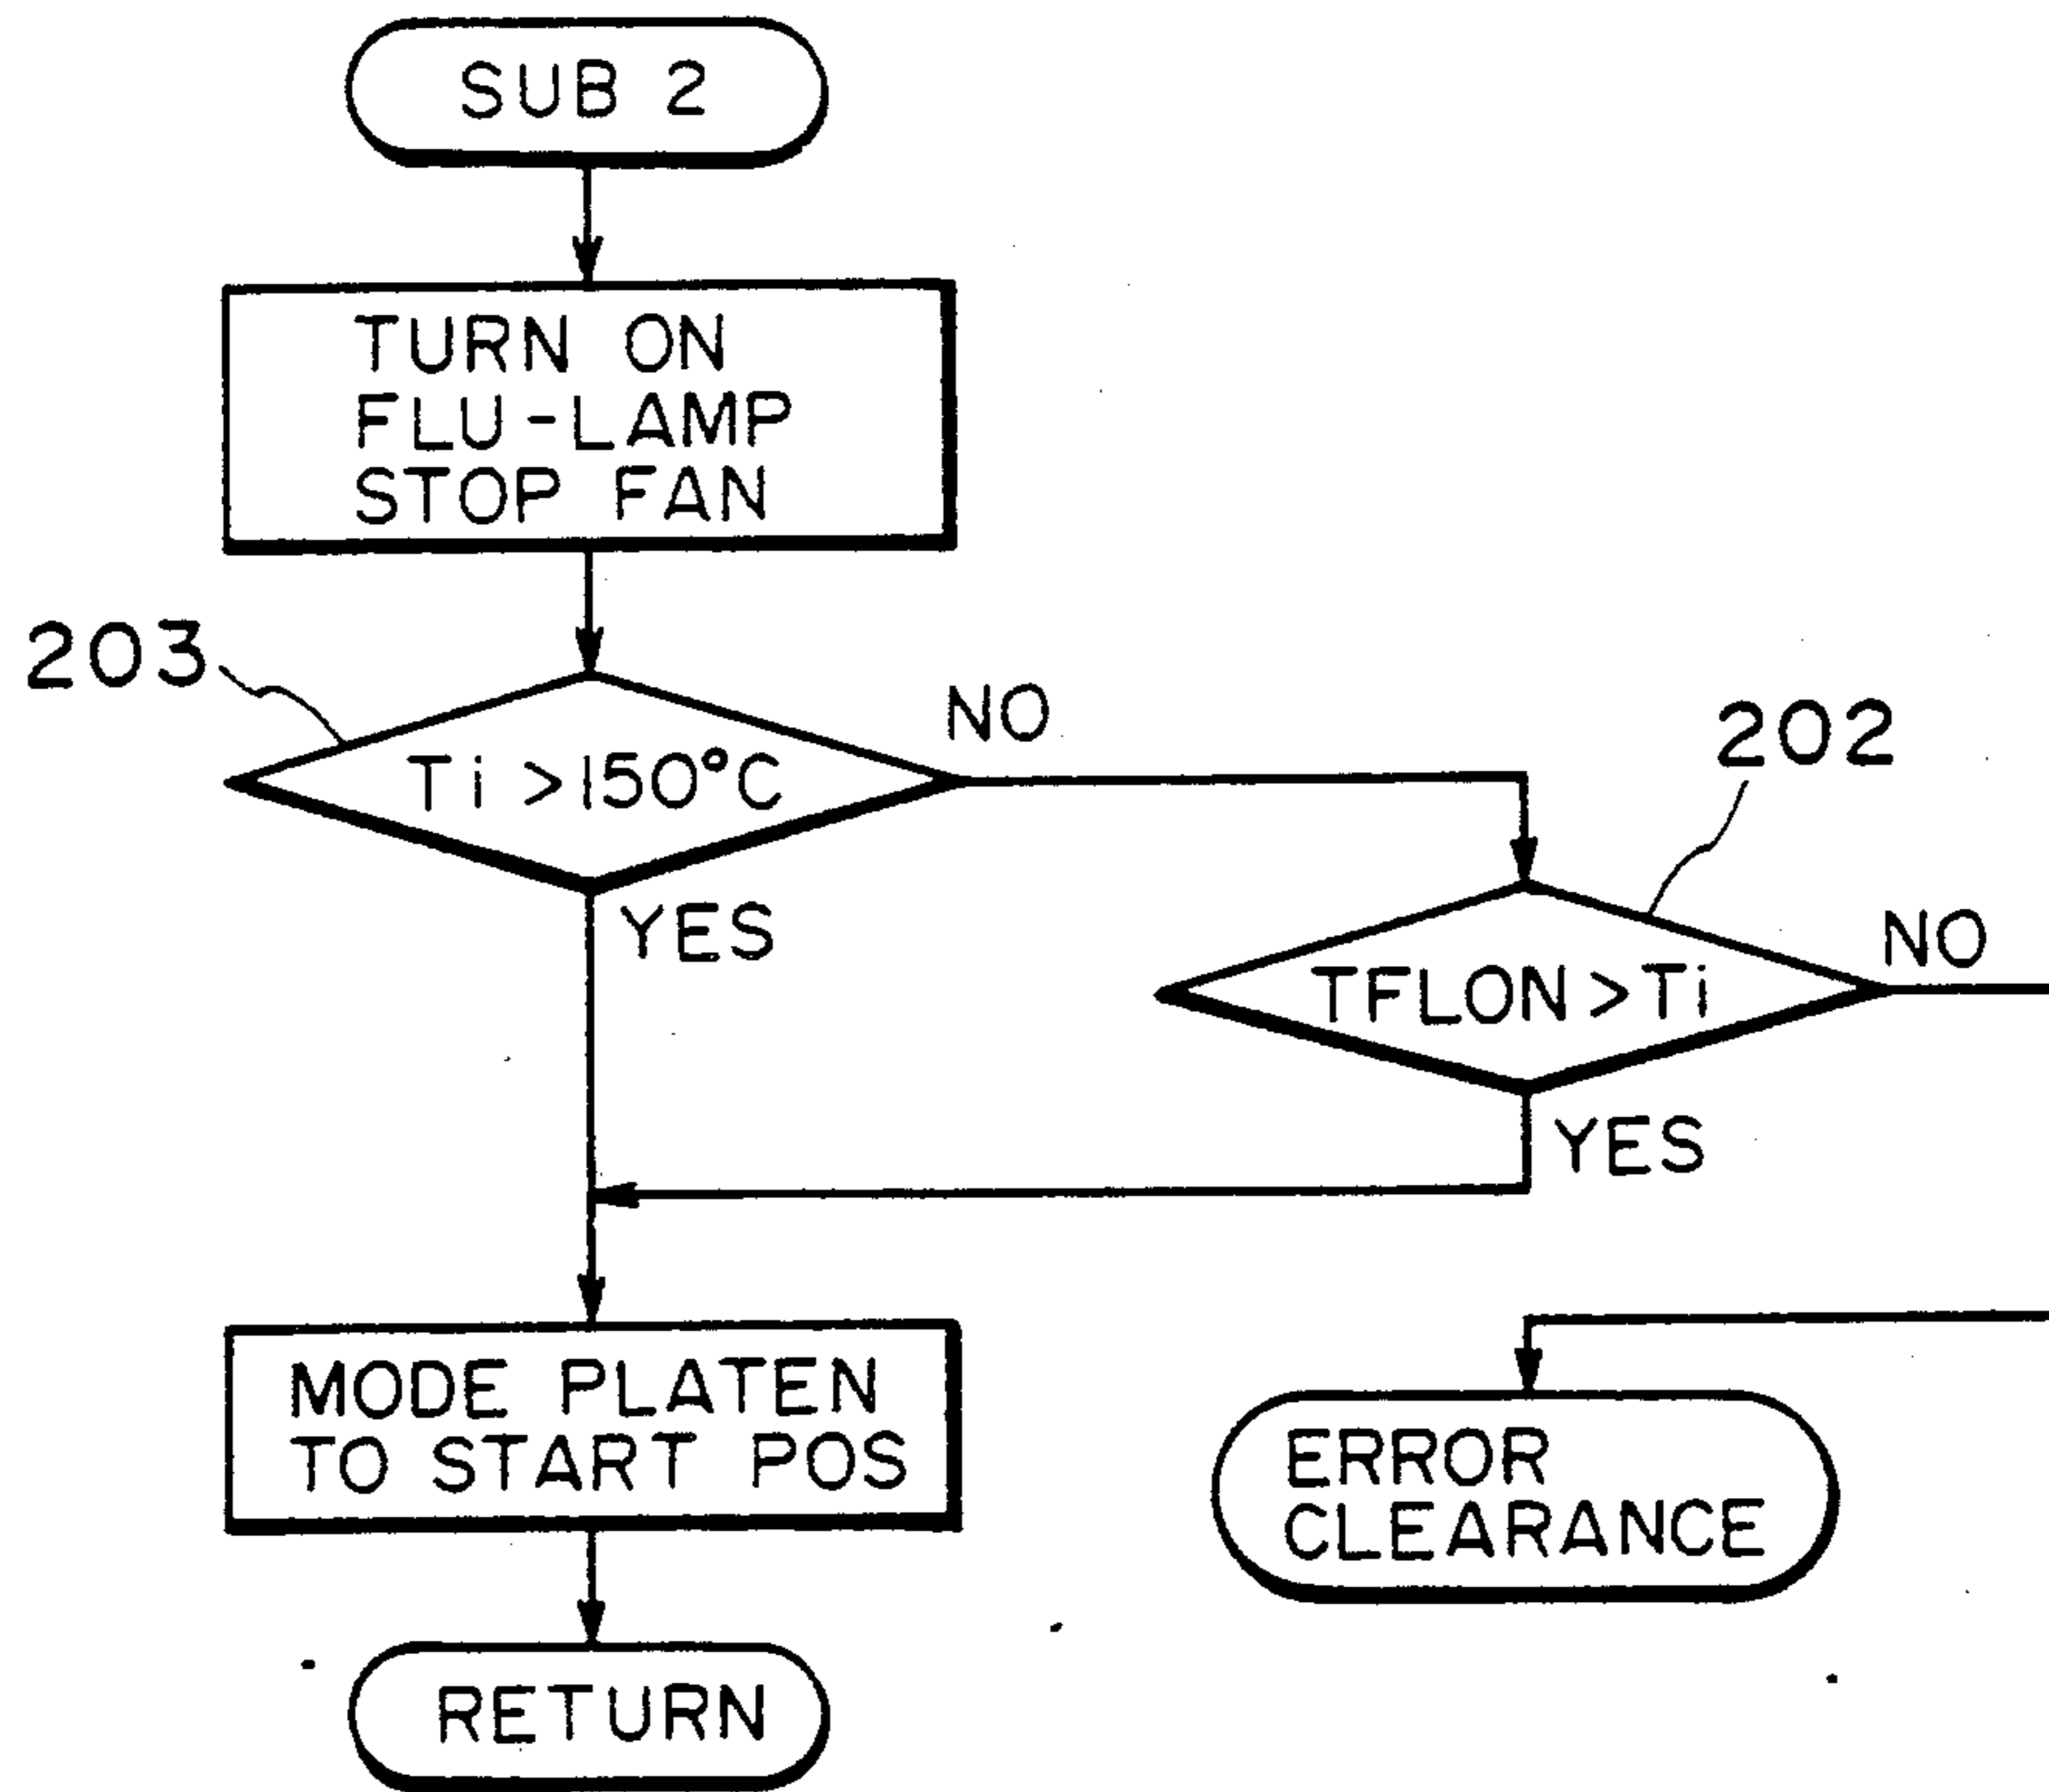 SUB 2
TURN ON
FLU-LAMP
STOP FAN
203
Ti >150°C
NO
YES
202
TFLON>Ti
NO
YES
MODE PLATEN
TO START POS
ERROR
CLEARANCE
RETURN